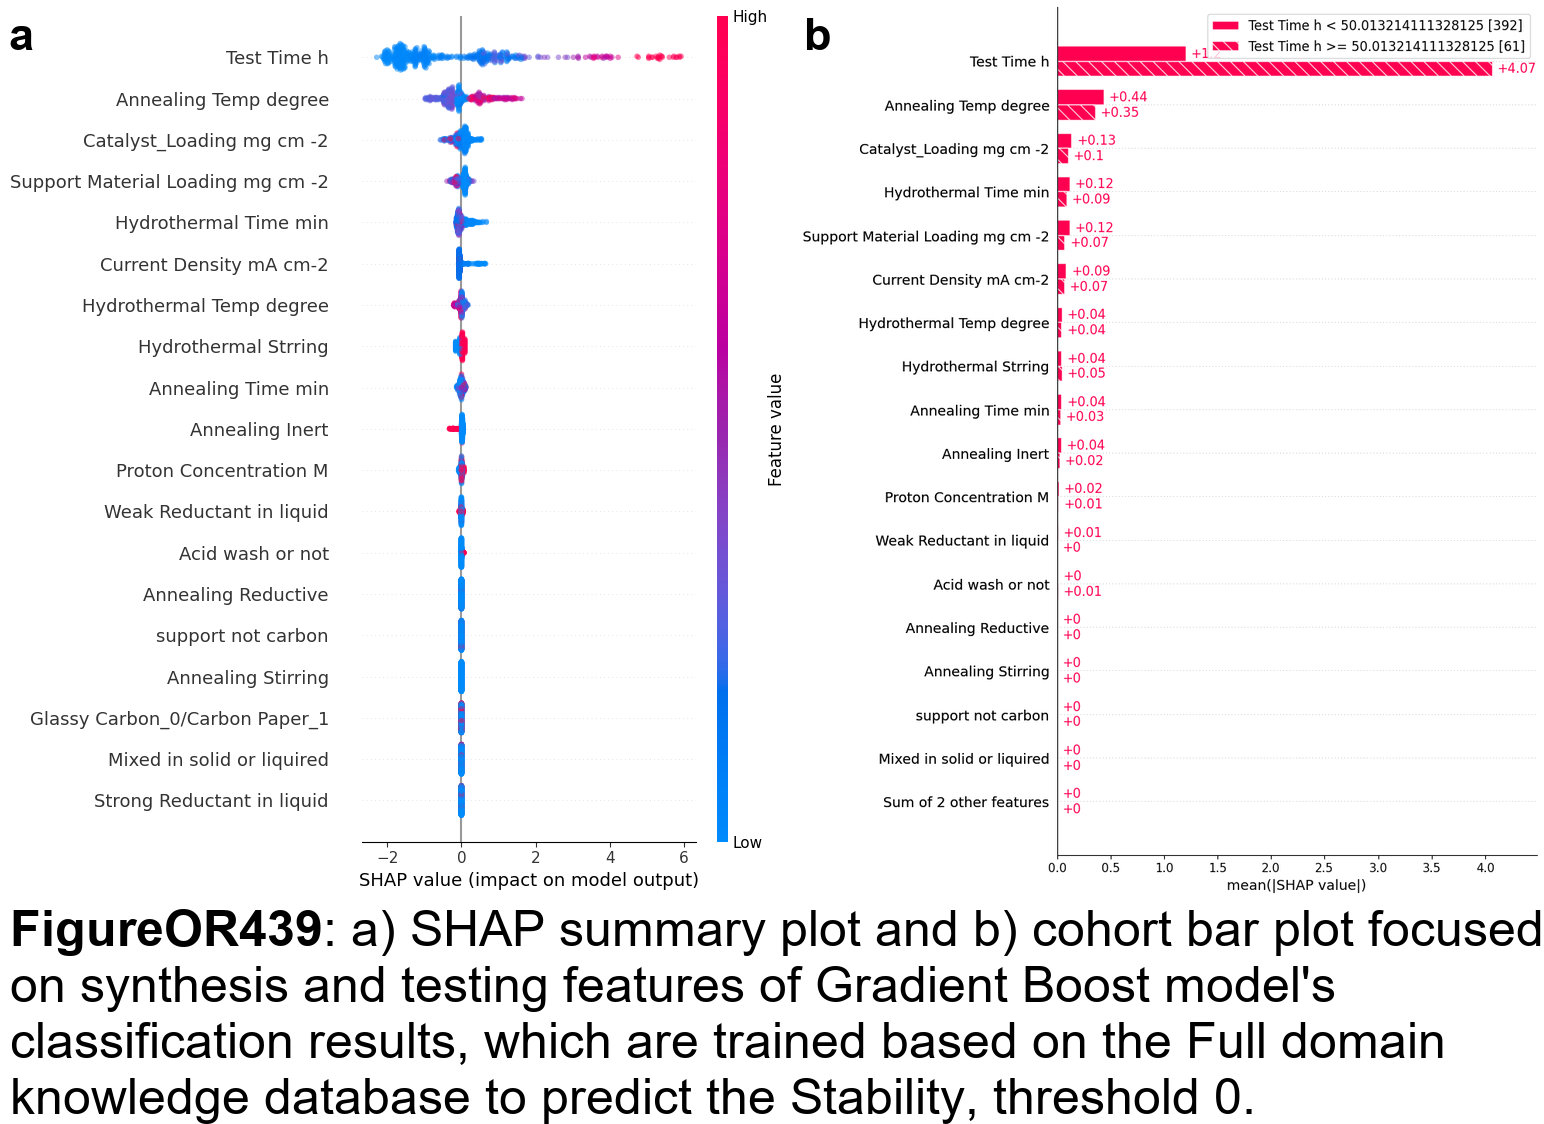 a
Test Time h
Annealing Temp degree
Catalyst_Loading mg cm -2
Support Material Loading mg cm -2
Hydrothermal Time min
Current Density mA cm-2
Hydrothermal Temp degree
Hydrothermal Strring
Annealing Time min
Annealing Inert
Proton Concentration M
Weak Reductant in liquid
Acid wash or not
Annealing Reductive
support not carbon
Annealing Stirring
Glassy Carbon_0/Carbon Paper_1
Mixed in solid or liquired
Strong Reductant in liquid
−2 0 2 4 6
SHAP value (impact on model output)
High
Feature value
Low
b
Test Time h < 50.013214111328125 [392]
Test Time h >= 50.013214111328125 [61]
Test Time h
+1
+4.07
Annealing Temp degree
+0.44
+0.35
Catalyst_Loading mg cm -2
+0.13
+0.1
Hydrothermal Time min
+0.12
+0.09
Support Material Loading mg cm -2
+0.12
+0.07
Current Density mA cm-2
+0.09
+0.07
Hydrothermal Temp degree
+0.04
+0.04
Hydrothermal Strring
+0.04
+0.05
Annealing Time min
+0.04
+0.03
Annealing Inert
+0.04
+0.02
Proton Concentration M
+0.02
+0.01
Weak Reductant in liquid
+0.01
+0
Acid wash or not
+0
+0.01
Annealing Reductive
+0
+0
Annealing Stirring
+0
+0
support not carbon
+0
+0
Mixed in solid or liquired
+0
+0
Sum of 2 other features
+0
+0
0.0 0.5 1.0 1.5 2.0 2.5 3.0 3.5 4.0
mean(|SHAP value|)
FigureOR439: a) SHAP summary plot and b) cohort bar plot focused
on synthesis and testing features of Gradient Boost model's
classification results, which are trained based on the Full domain
knowledge database to predict the Stability, threshold 0.